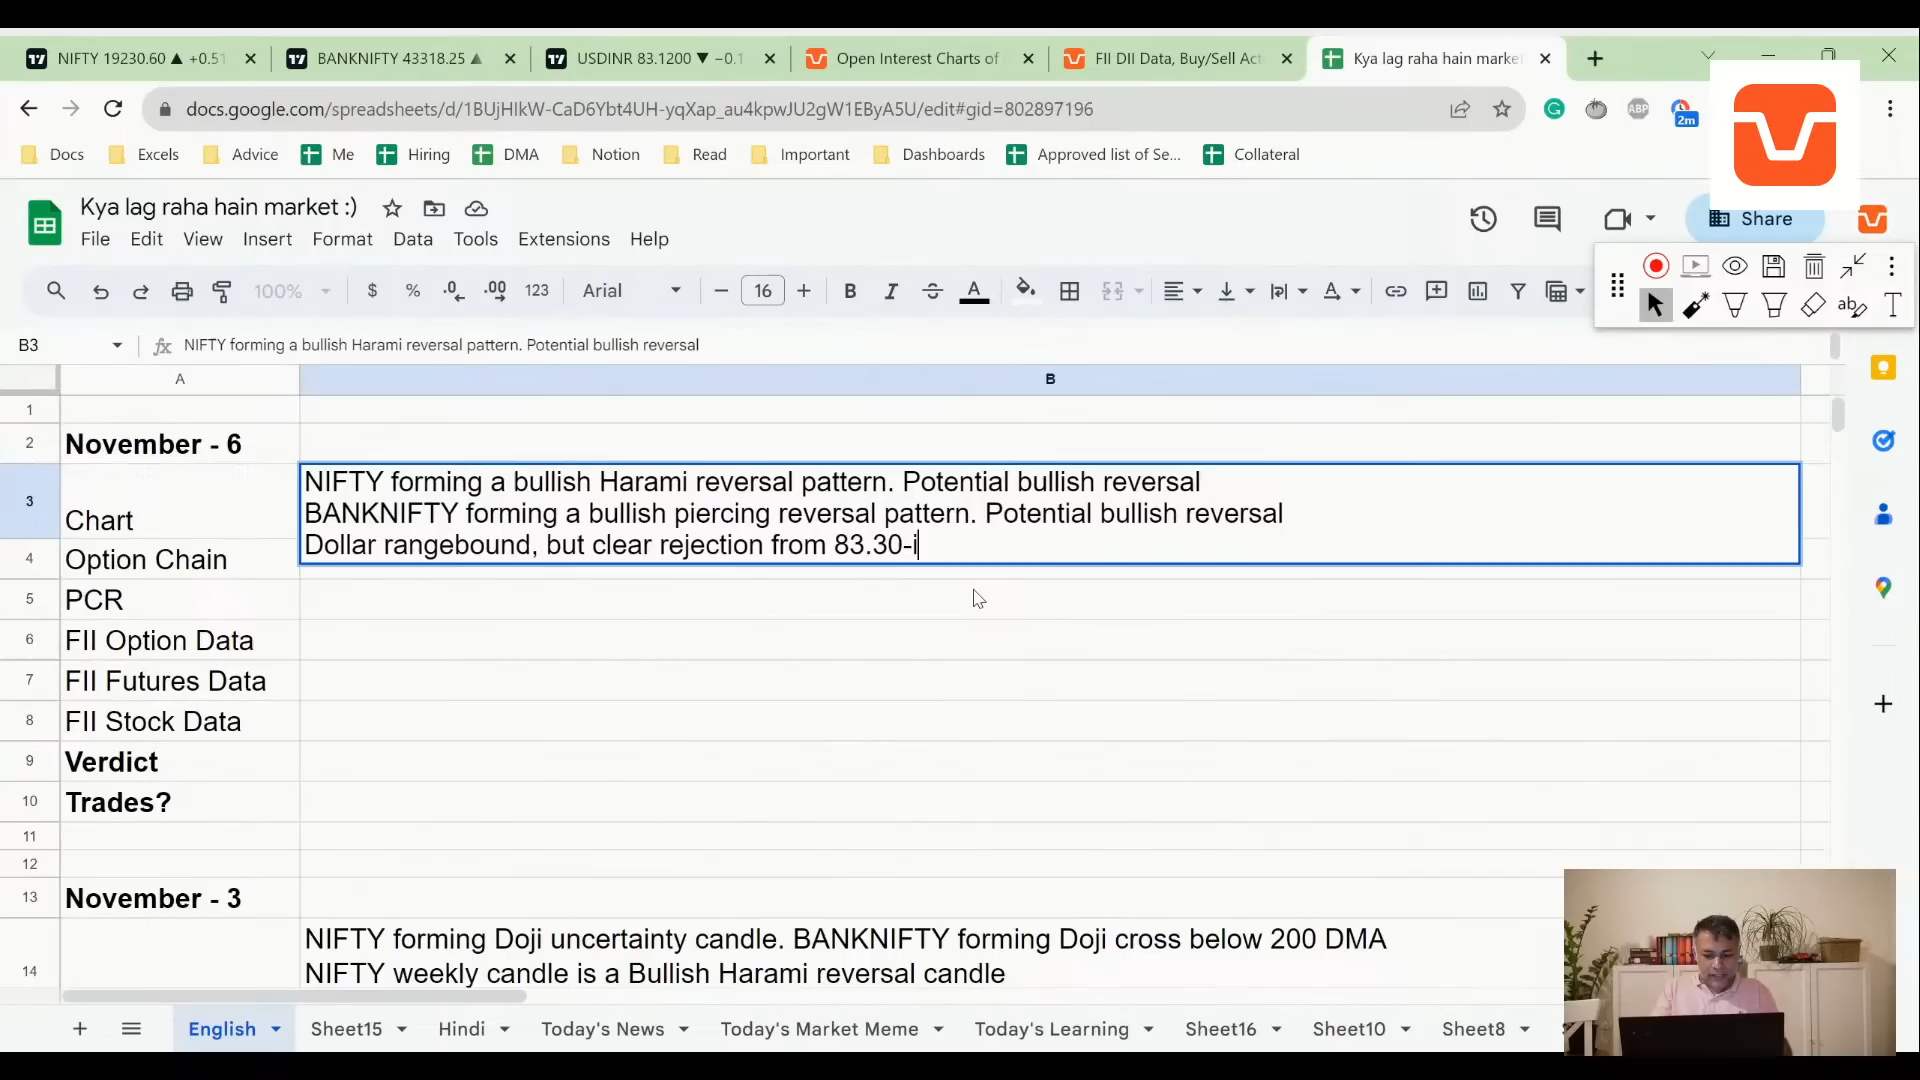 NIFTY 19230.60 ▲ +0.51
BANKNIFTY 43318.25 ▲
USDINR 83.1200 ▼ −0.1
Open Interest Charts of
FII DII Data, Buy/Sell Act
Kya lag raha hain market
docs.google.com/spreadsheets/d/1BUjHIkW-CaD6Ybt4UH-yqXap_au4kpwJU2gW1EByA5U/edit#gid=802897196
ABP
2m
Docs
Excels
Advice
Me
Hiring
DMA
Notion
Read
Important
Dashboards
Approved list of Se...
Collateral
Kya lag raha hain market :)
Share
File Edit View Insert Format Data Tools Extensions Help
100% $ % .0 .00 123 Arial 16 B I A
B3
fx NIFTY forming a bullish Harami reversal pattern. Potential bullish reversal
A B
1
2 November - 6
3 Chart
NIFTY forming a bullish Harami reversal pattern. Potential bullish reversal
BANKNIFTY forming a bullish piercing reversal pattern. Potential bullish reversal
Dollar rangebound, but clear rejection from 83.30-i
4 Option Chain
5 PCR
6 FII Option Data
7 FII Futures Data
8 FII Stock Data
9 Verdict
10 Trades?
11
12
13 November - 3
14
NIFTY forming Doji uncertainty candle. BANKNIFTY forming Doji cross below 200 DMA
NIFTY weekly candle is a Bullish Harami reversal candle
English Sheet15 Hindi Today's News Today's Market Meme Today's Learning Sheet16 Sheet10 Sheet8